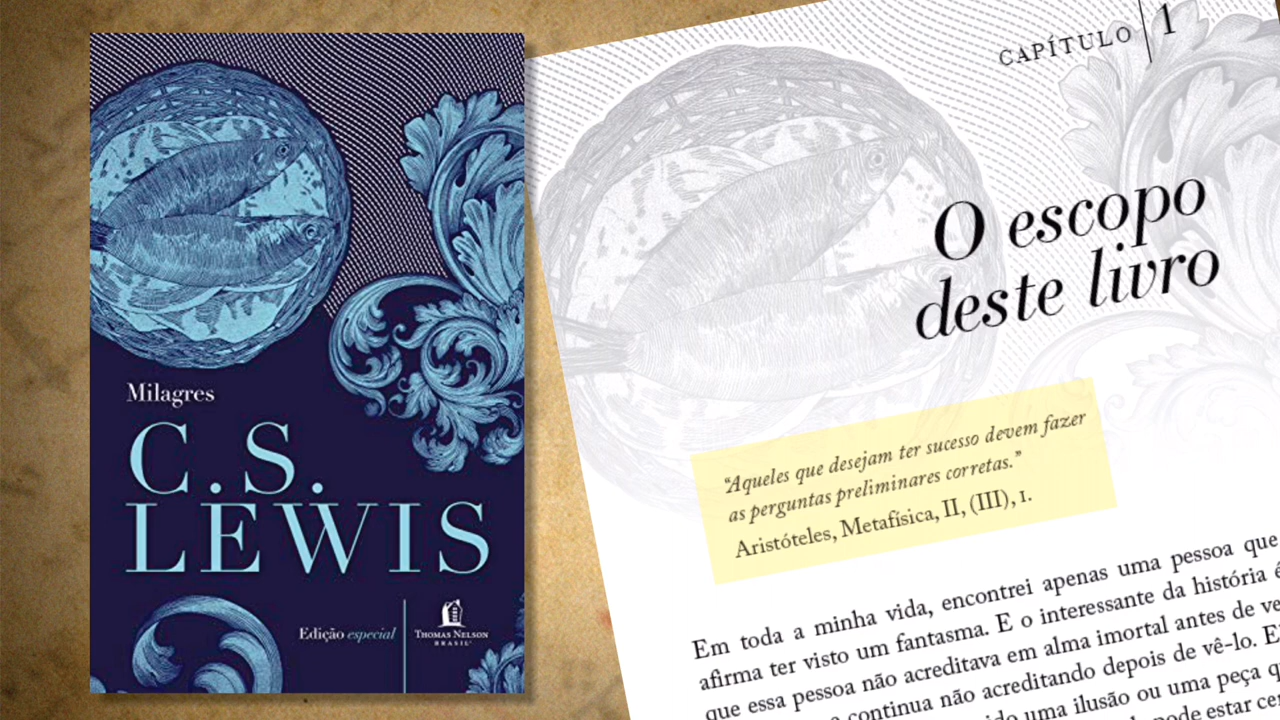 Milagres
C.S.
LEWIS
Edição especial
THOMAS NELSON
BRASIL
CAPÍTULO 1
O escopo
deste livro
“Aqueles que desejam ter sucesso devem fazer
as perguntas preliminares corretas.”
Aristóteles, Metafísica, II, (III), 1.
Em toda a minha vida, encontrei apenas uma pessoa que
afirma ter visto um fantasma. E o interessante da história é
que essa pessoa não acreditava em alma imortal antes de
continua não acreditando depois de vê-lo.
uma ilusão ou uma peça
pode estar